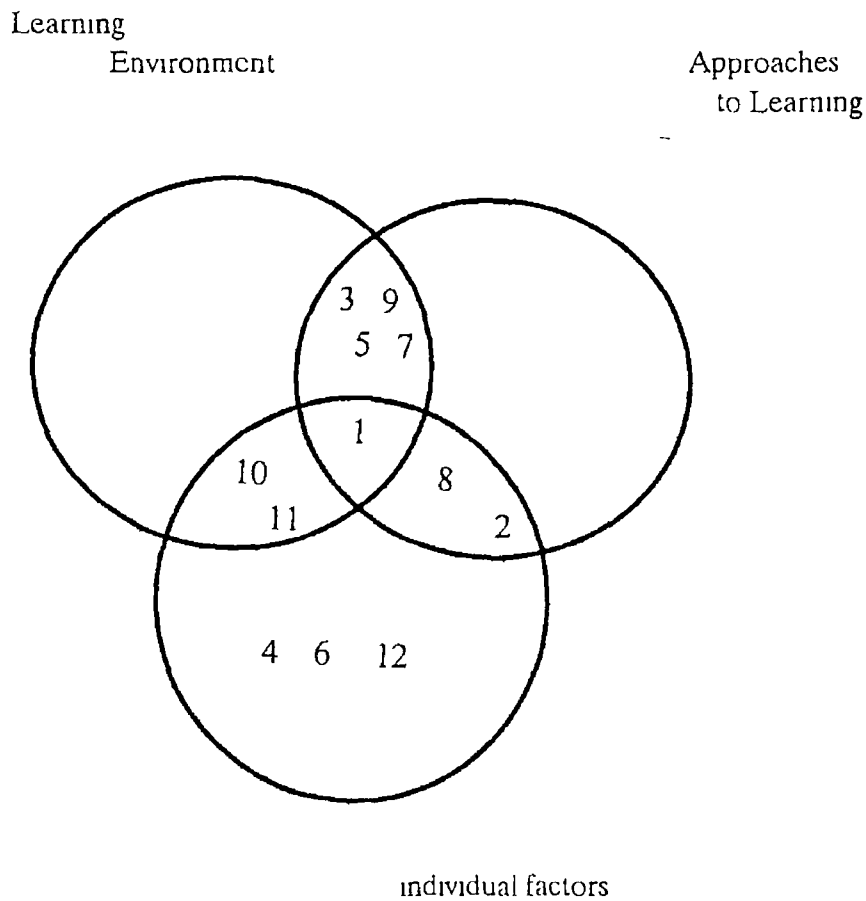 Learning
Environment
Approaches
to Learning
3 9
5 7
1
10
8
11
2
4 6 12
individual factors